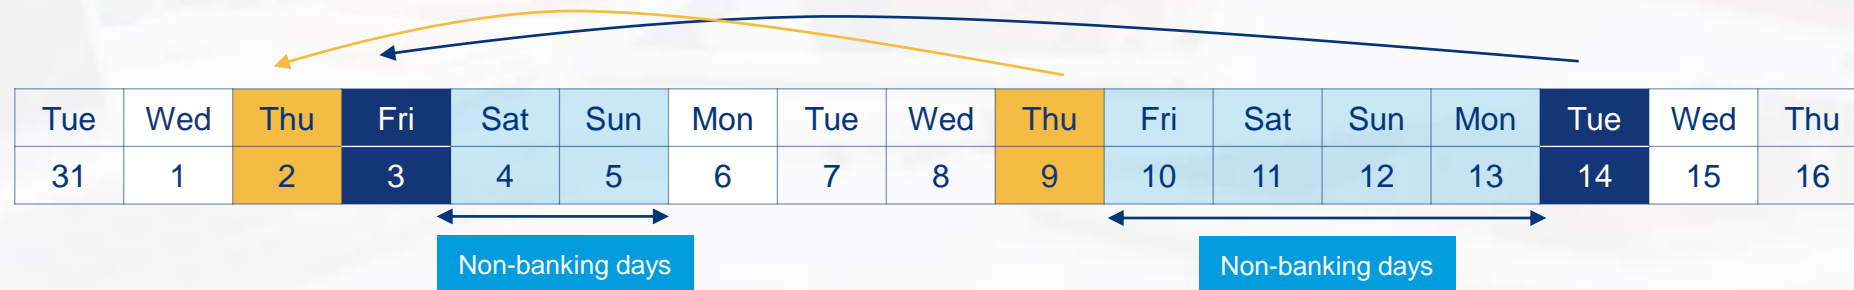 Tue Wed Thu Fri Sat Sun Mon Tue Wed Thu Fri Sat Sun Mon Tue Wed Thu
31 1 2 3 4 5 6 7 8 9 10 11 12 13 14 15 16
Non-banking days Non-banking days